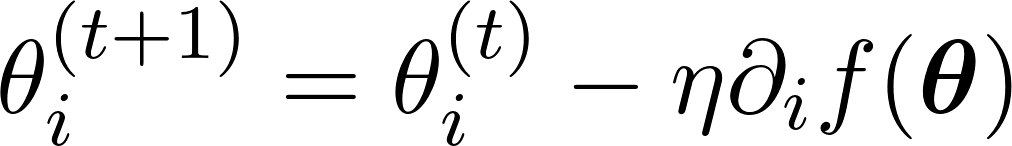 θ_i^{(t+1)} = θ_i^{(t)} − η∂_i f(𝜽)